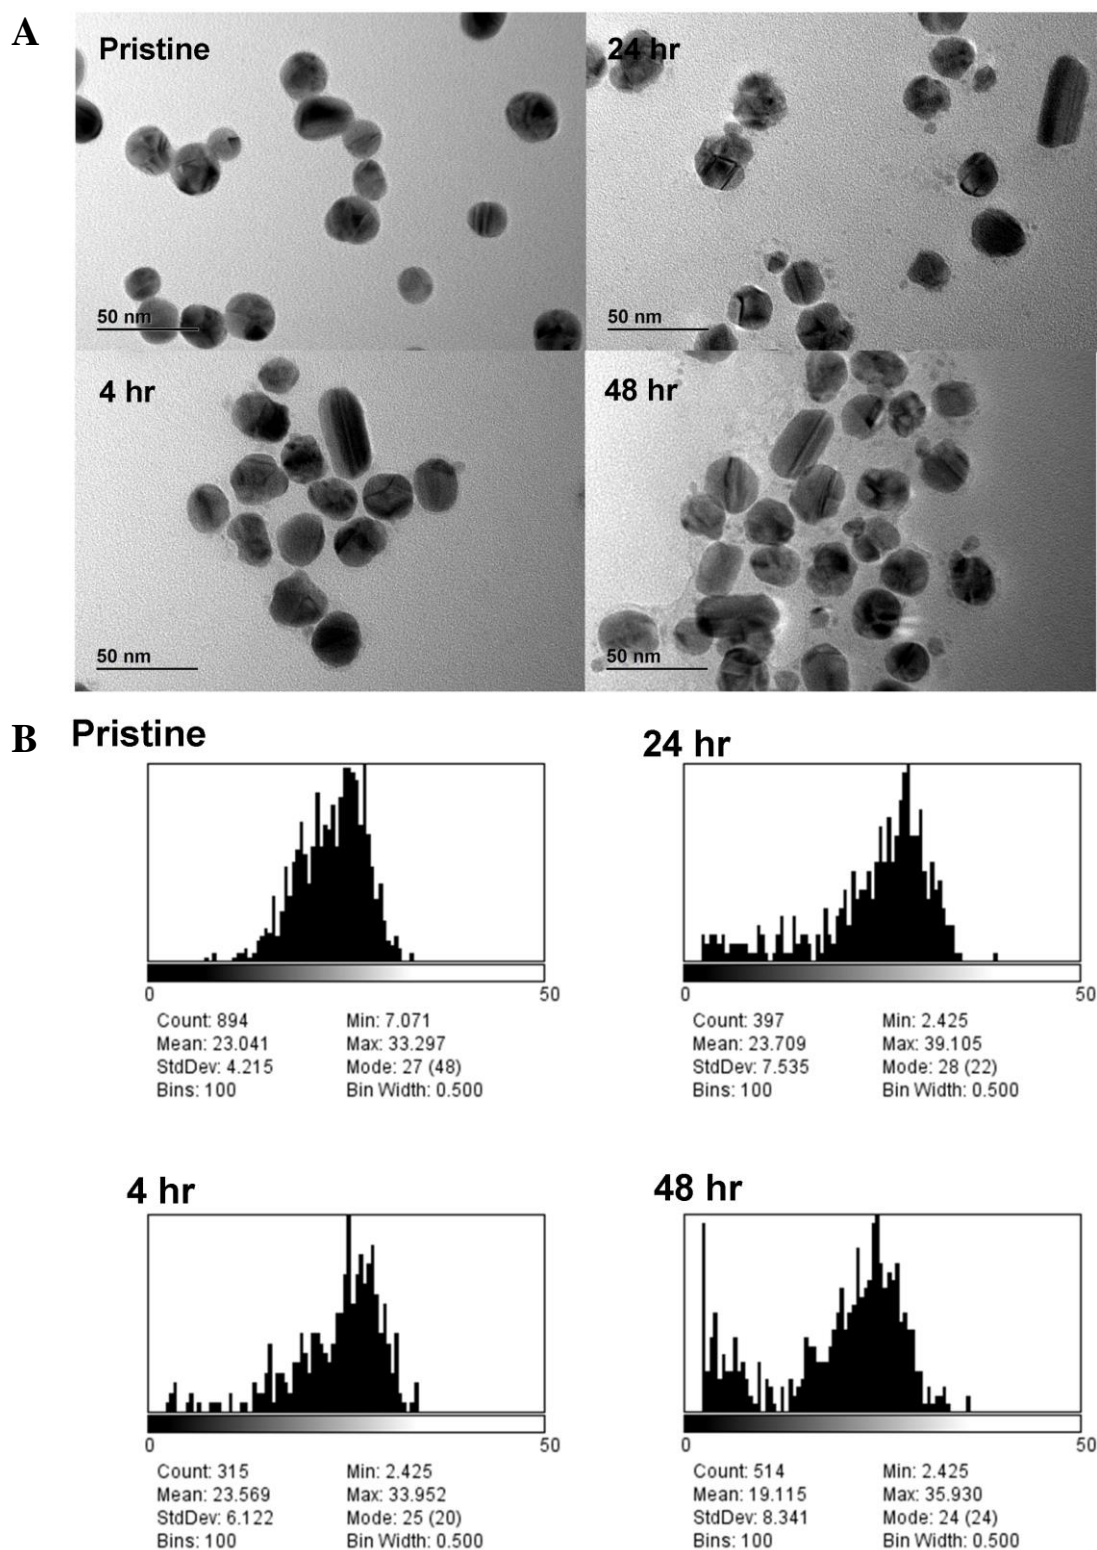 A
Pristine
24 hr
50 nm
50 nm
4 hr
48 hr
50 nm
50 nm
B
Pristine
24 hr
0
50
0
50
Count: 894
Min: 7.071
Mean: 23.041
Max: 33.297
StdDev: 4.215
Mode: 27 (48)
Bins: 100
Bin Width: 0.500
Count: 397
Min: 2.425
Mean: 23.709
Max: 39.105
StdDev: 7.535
Mode: 28 (22)
Bins: 100
Bin Width: 0.500
4 hr
48 hr
0
50
0
50
Count: 315
Min: 2.425
Mean: 23.569
Max: 33.952
StdDev: 6.122
Mode: 25 (20)
Bins: 100
Bin Width: 0.500
Count: 514
Min: 2.425
Mean: 19.115
Max: 35.930
StdDev: 8.341
Mode: 24 (24)
Bins: 100
Bin Width: 0.500